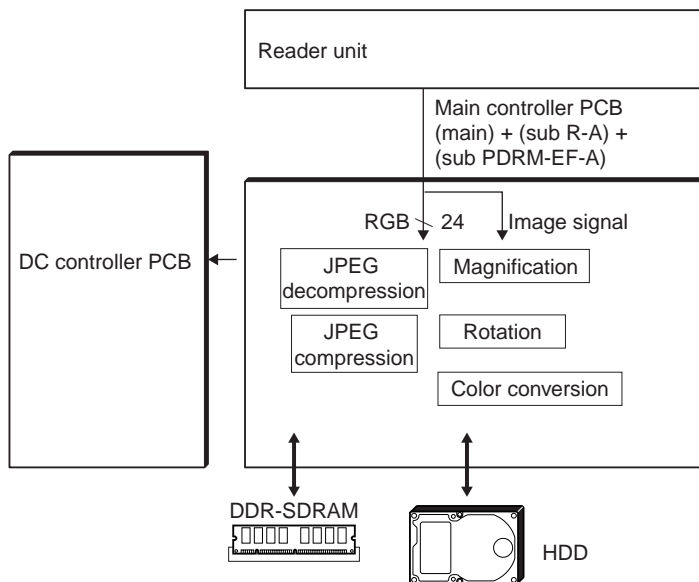 Reader unit
Main controller PCB
(main) + (sub R-A) +
(sub PDRM-EF-A)
DC controller PCB
RGB 24 Image signal
JPEG
decompression
Magnification
JPEG
compression
Rotation
Color conversion
DDR-SDRAM
HDD